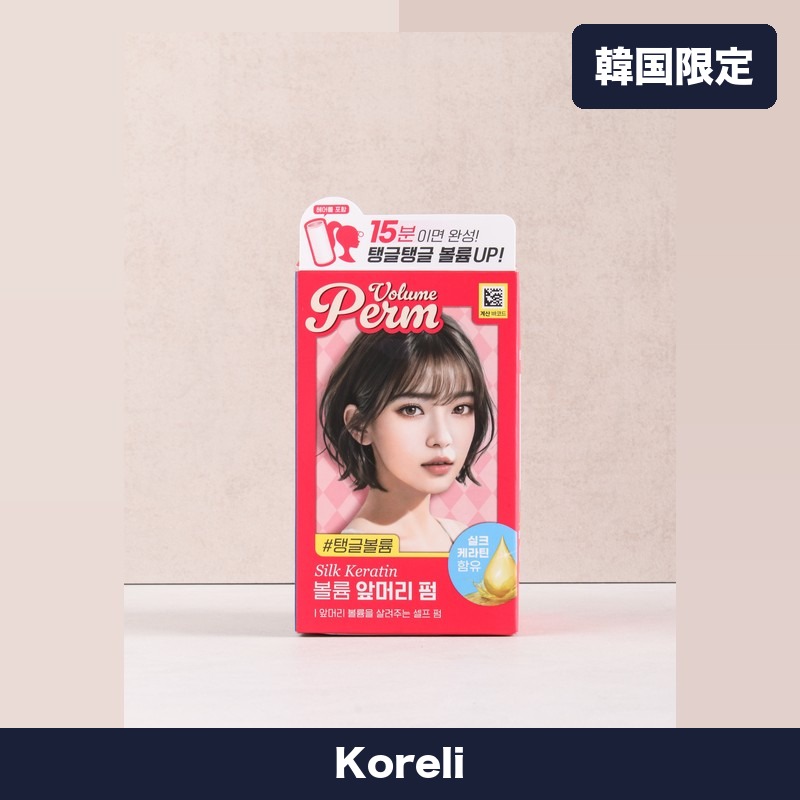 韓国限定
헤어롤 포함
15분이면 완성!
탱글탱글 볼륨UP!
Volume
Perm
계산 바코드
#탱글볼륨
실크
케라틴
함유
Silk Keratin
볼륨 앞머리 펌
앞머리 볼륨을 살려주는 셀프 펌
Koreli